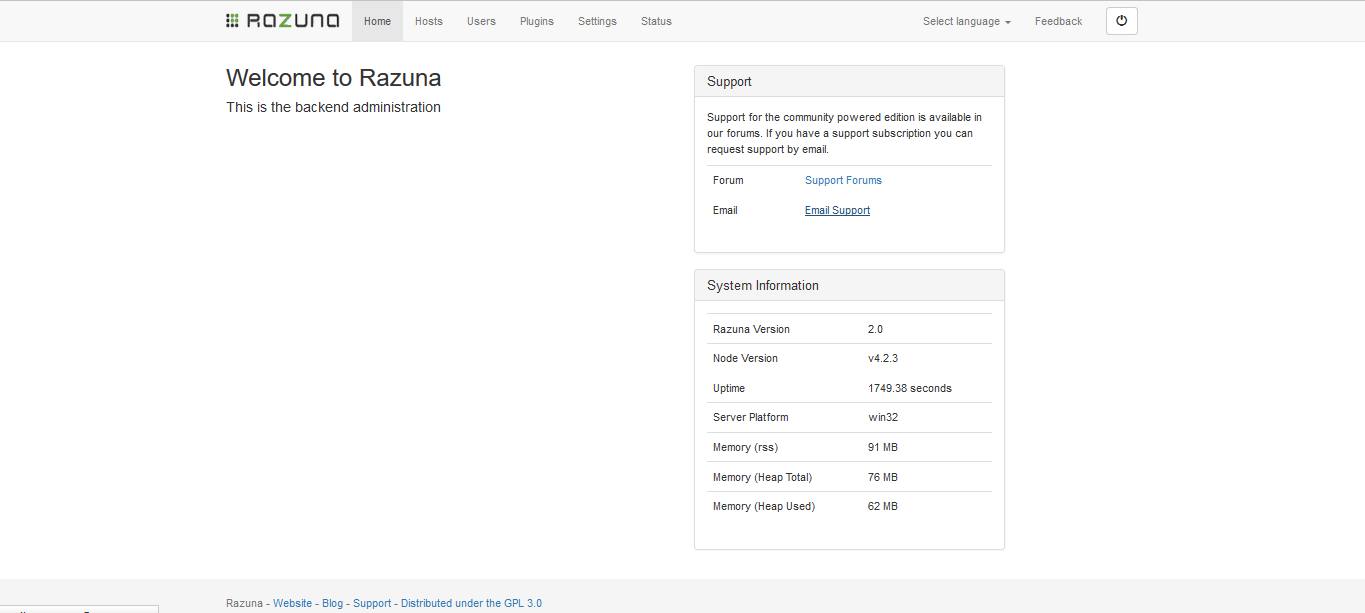 RAZUNA Home Hosts Users Plugins Settings Status Select language Feedback
Welcome to Razuna
This is the backend administration
Support
Support for the community powered edition is available in
our forums. If you have a support subscription you can
request support by email.
Forum Support Forums
Email Email Support
System Information
Razuna Version 2.0
Node Version v4.2.3
Uptime 1749.38 seconds
Server Platform win32
Memory (rss) 91 MB
Memory (Heap Total) 76 MB
Memory (Heap Used) 62 MB
Razuna - Website - Blog - Support - Distributed under the GPL 3.0